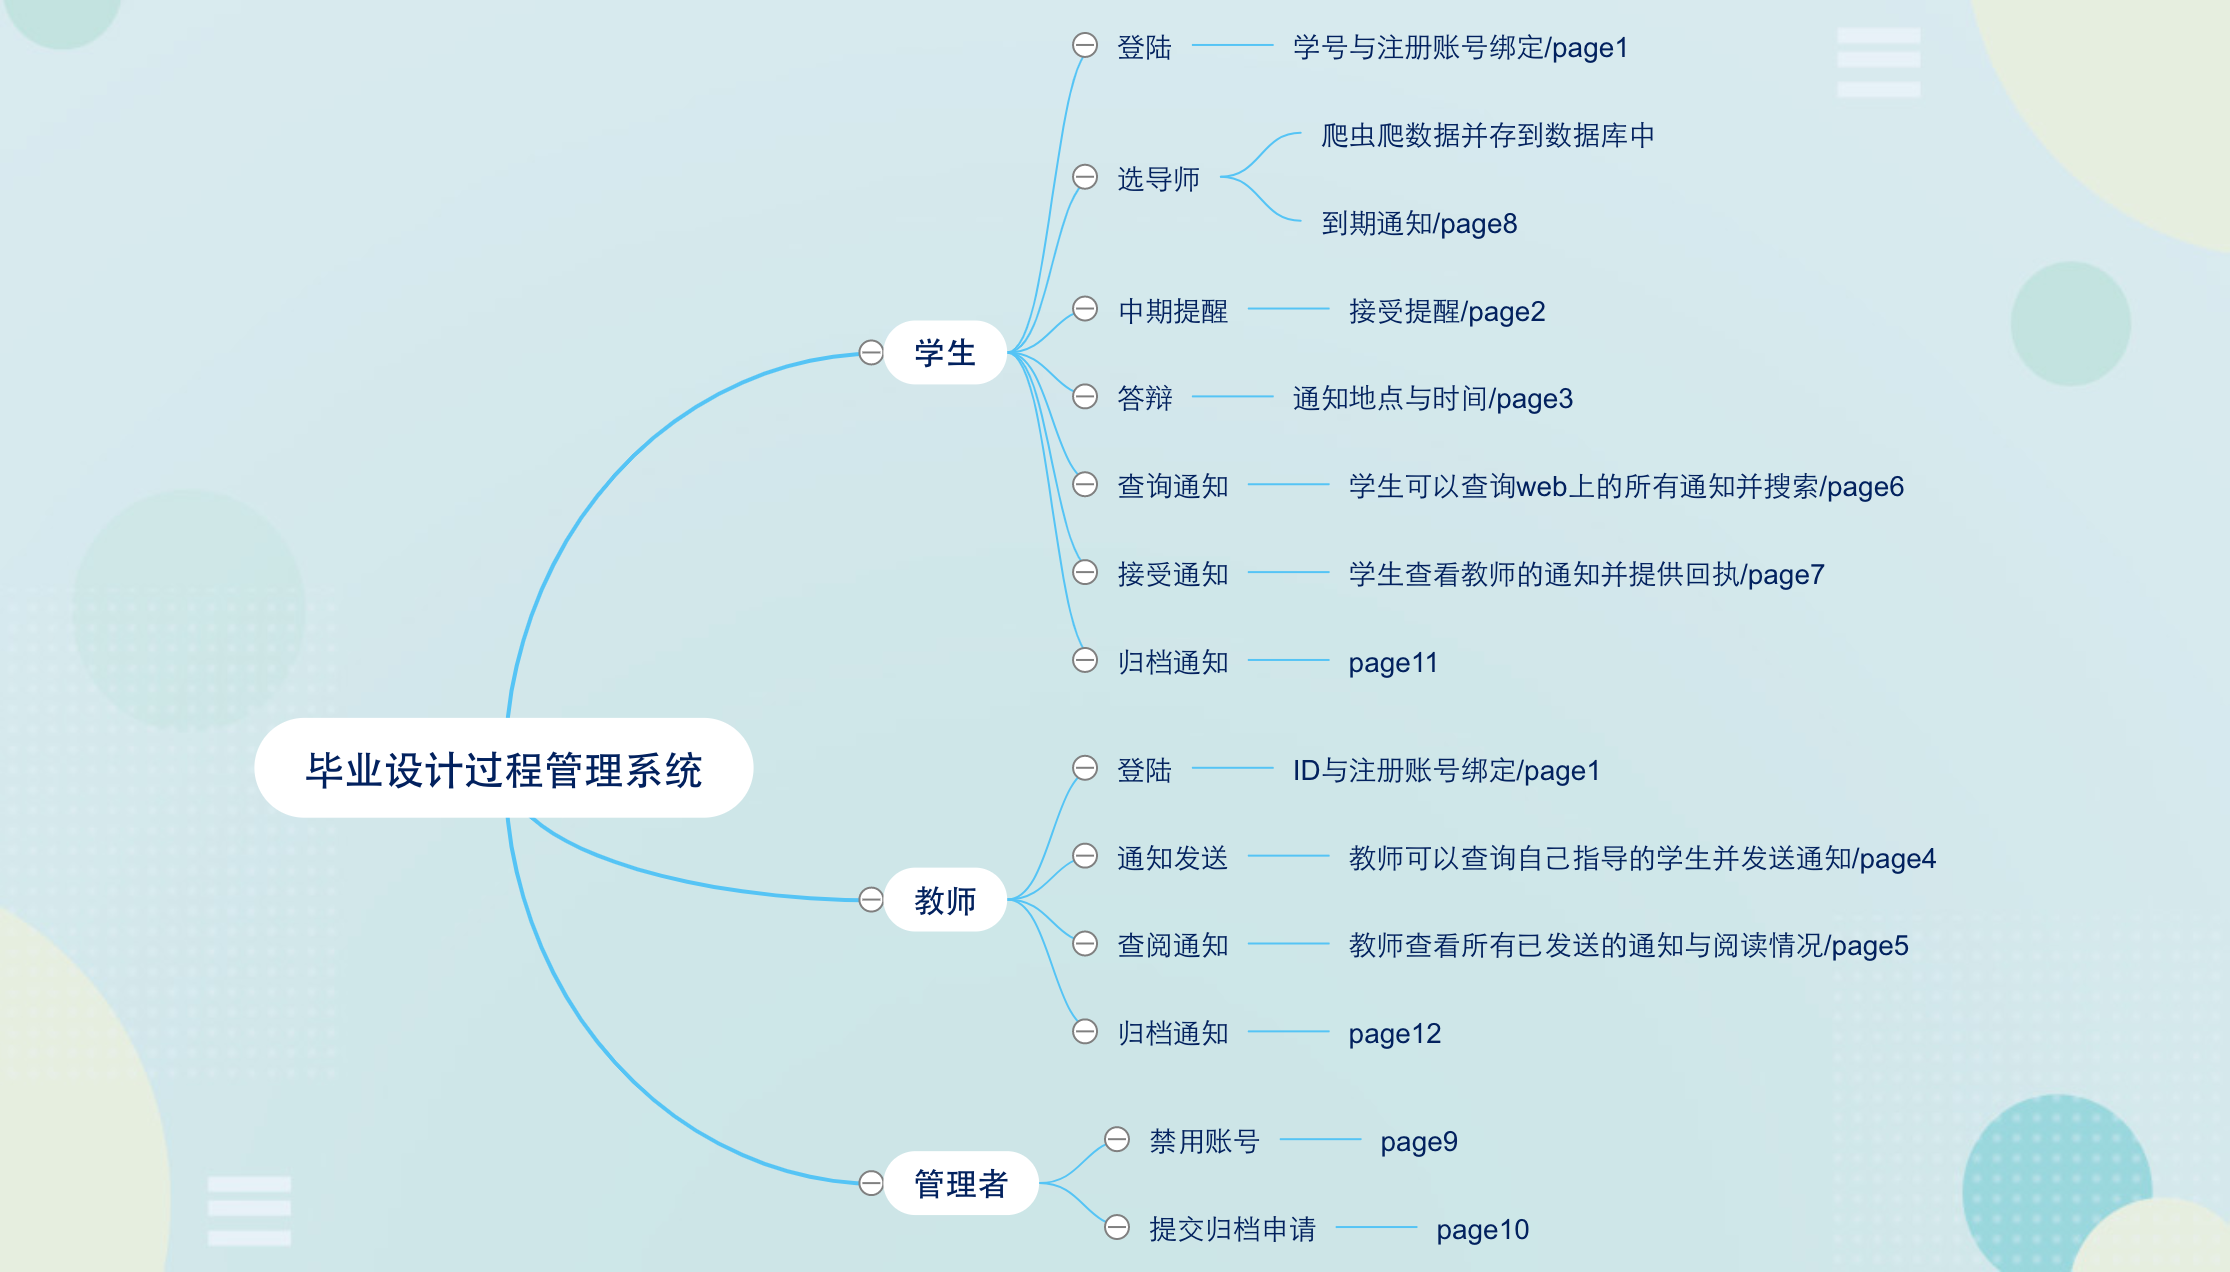 毕业设计过程管理系统
学生
登陆
学号与注册账号绑定/page1
选导师
爬虫爬数据并存到数据库中
到期通知/page8
中期提醒
接受提醒/page2
答辩
通知地点与时间/page3
查询通知
学生可以查询web上的所有通知并搜索/page6
接受通知
学生查看教师的通知并提供回执/page7
归档通知
page11
教师
登陆
ID与注册账号绑定/page1
通知发送
教师可以查询自己指导的学生并发送通知/page4
查阅通知
教师查看所有已发送的通知与阅读情况/page5
归档通知
page12
管理者
禁用账号
page9
提交归档申请
page10